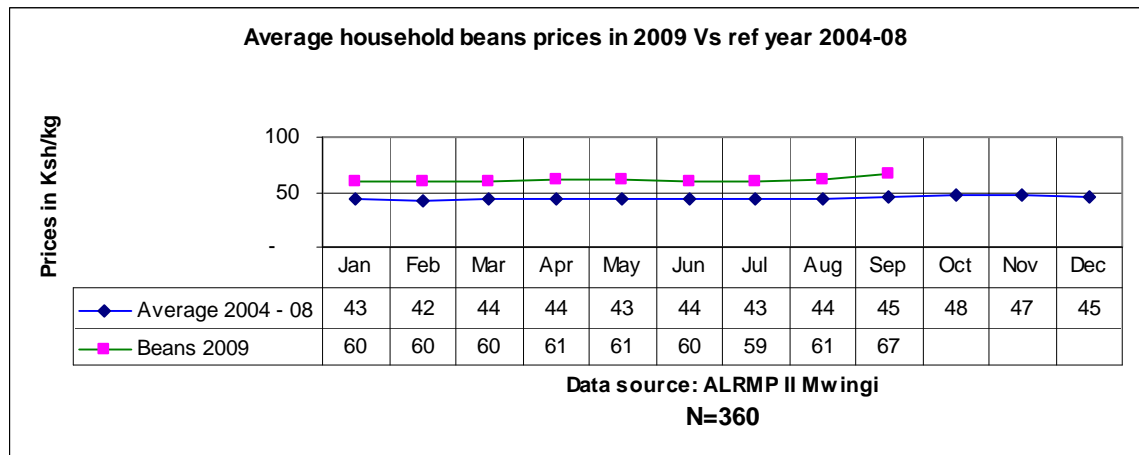 Average household beans prices in 2009 Vs ref year 2004-08
Prices in Ksh/kg
100
50
-
Jan Feb Mar Apr May Jun Jul Aug Sep Oct Nov Dec
Average 2004 - 08 43 42 44 44 43 44 43 44 45 48 47 45
Beans 2009 60 60 60 61 61 60 59 61 67
Data source: ALRMP II Mwingi
N=360